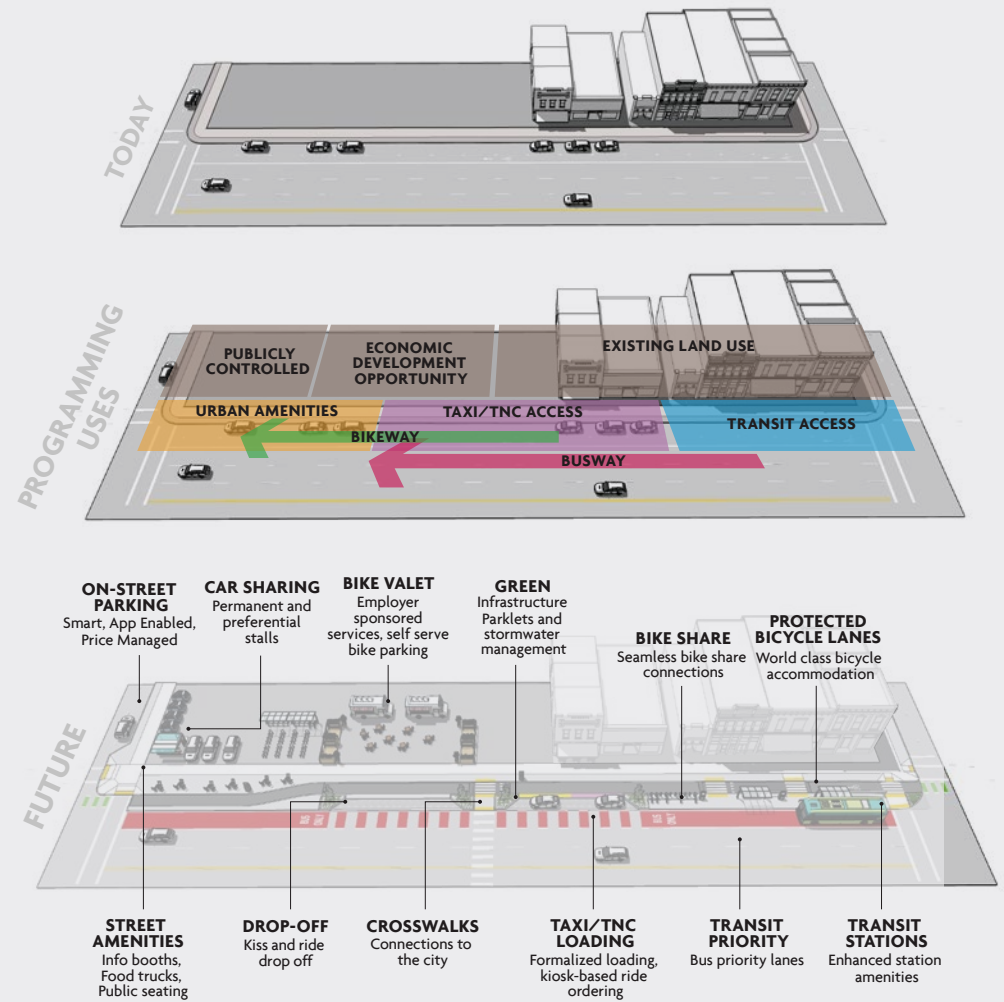 TODAY
PROGRAMMING
USES
PUBLICLY
CONTROLLED
ECONOMIC
DEVELOPMENT
OPPORTUNITY
EXISTING LAND USE
URBAN AMENITIES
TAXI/TNC ACCESS
TRANSIT ACCESS
BIKEWAY
BUSWAY
FUTURE
ON-STREET
PARKING
Smart, App Enabled,
Price Managed
CAR SHARING
Permanent and
preferential
stalls
BIKE VALET
Employer
sponsored
services, self serve
bike parking
GREEN
Infrastructure
Parklets and
stormwater
management
BIKE SHARE
Seamless bike share
connections
PROTECTED
BICYCLE LANES
World class bicycle
accommodation
BUS
ONLY
BUS
ONLY
STREET
AMENITIES
Info booths,
Food trucks,
Public seating
DROP-OFF
Kiss and ride
drop off
CROSSWALKS
Connections to
the city
TAXI/TNC
LOADING
Formalized loading,
kiosk-based ride
ordering
TRANSIT
PRIORITY
Bus priority lanes
TRANSIT
STATIONS
Enhanced station
amenities